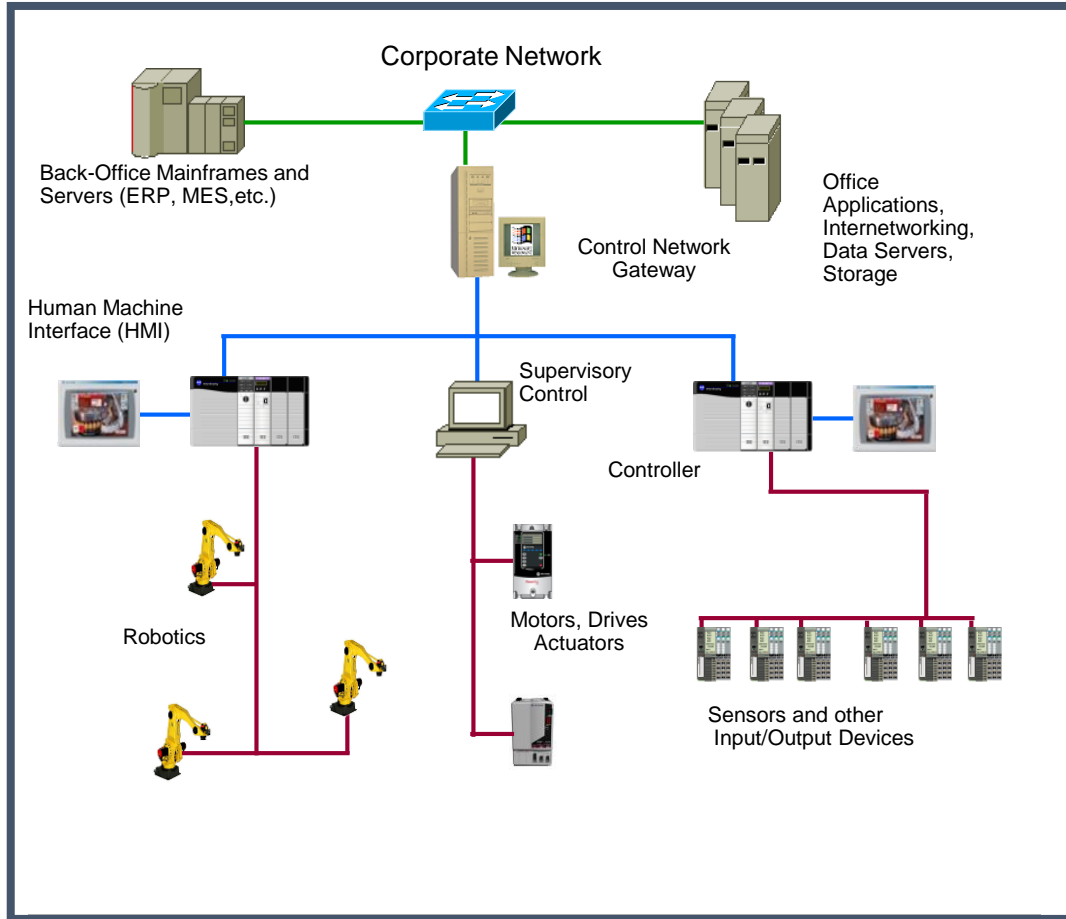 Corporate Network
Back-Office Mainframes and
Servers (ERP, MES,etc.)
Office
Applications,
Internetworking,
Data Servers,
Storage
Control Network
Gateway
Human Machine
Interface (HMI)
Supervisory
Control
Controller
Robotics
Motors, Drives
Actuators
Sensors and other
Input/Output Devices